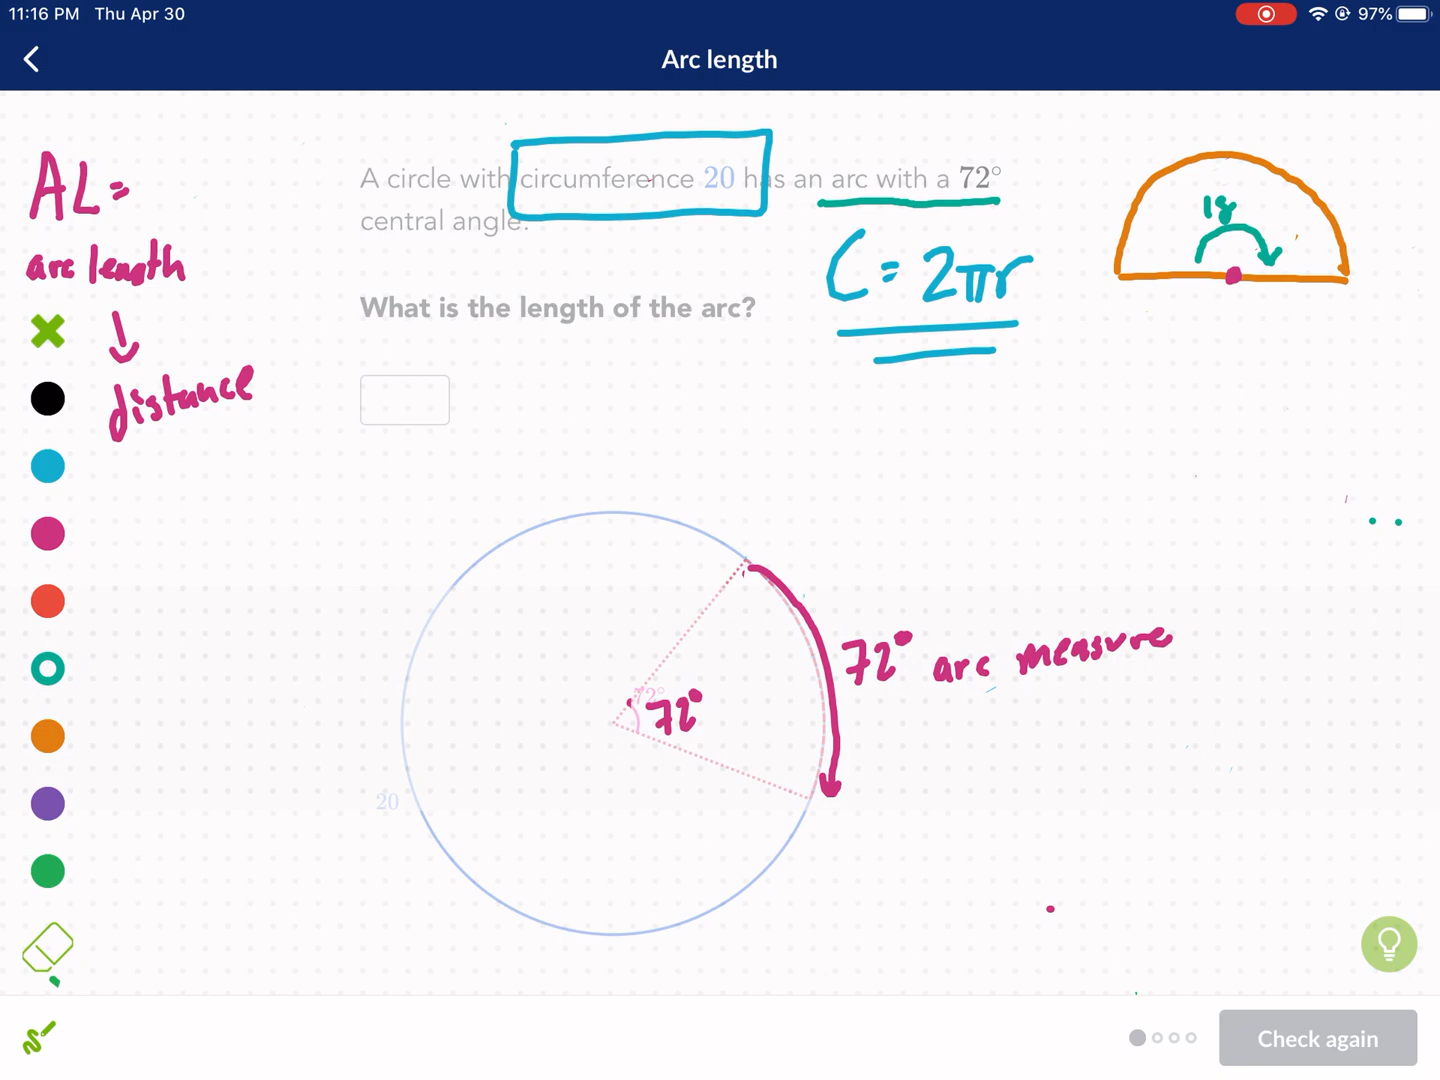 11:16 PM Thu Apr 30
97%
Arc length
AL =
arc length
distance
A circle with circumference 20 has an arc with a 72°
central angle.
C = 2πr
18
What is the length of the arc?
72°
72°
72° arc measure
20
Check again